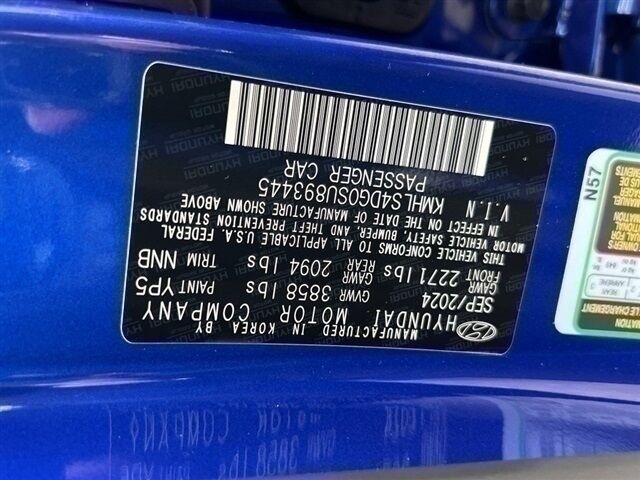 MANUFACTURED IN KOREA BY
HYUNDAI MOTOR COMPANY
SEP/2024 GVWR 3858 lbs PAINT YP5
GAWR FRONT 2271 lbs GAWR REAR 2094 lbs TRIM NNB
THIS VEHICLE CONFORMS TO ALL APPLICABLE U.S.A. FEDERAL
MOTOR VEHICLE SAFETY, BUMPER, AND THEFT PREVENTION STANDARDS
IN EFFECT ON THE DATE OF MANUFACTURE SHOWN ABOVE
V.I.N KMHLS4DG0SU893445
PASSENGER CAR
N57